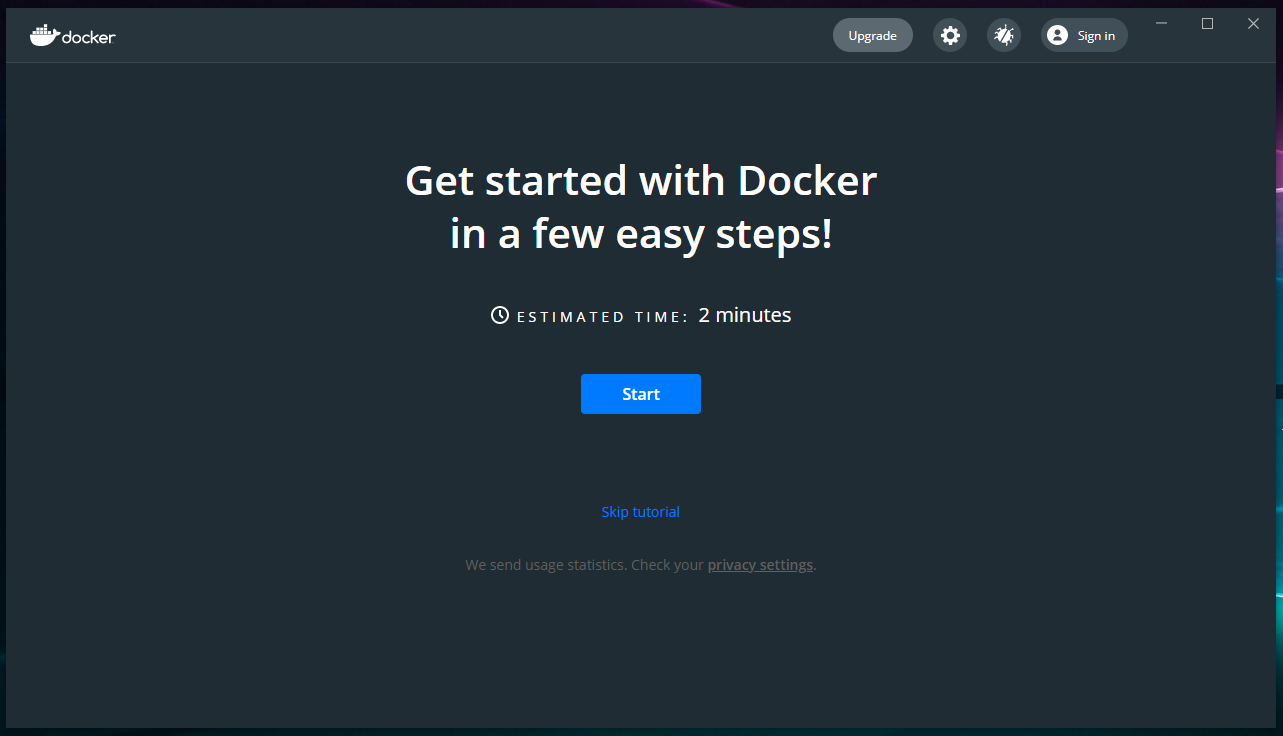 docker
Upgrade
Sign in
Get started with Docker
in a few easy steps!
ESTIMATED TIME: 2 minutes
Start
Skip tutorial
We send usage statistics. Check your privacy settings.